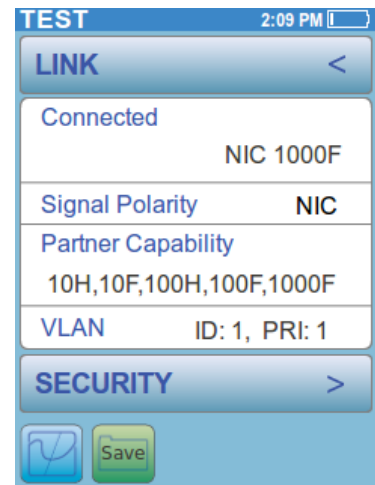 TEST 2:09 PM
LINK <
Connected
NIC 1000F
Signal Polarity NIC
Partner Capability
10H,10F,100H,100F,1000F
VLAN ID: 1, PRI: 1
SECURITY >
Save